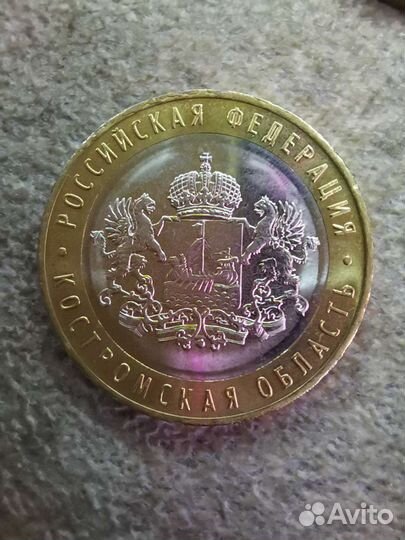 РОССИЙСКАЯ ФЕДЕРАЦИЯ
• КОСТРОМСКАЯ ОБЛАСТЬ •
Avito